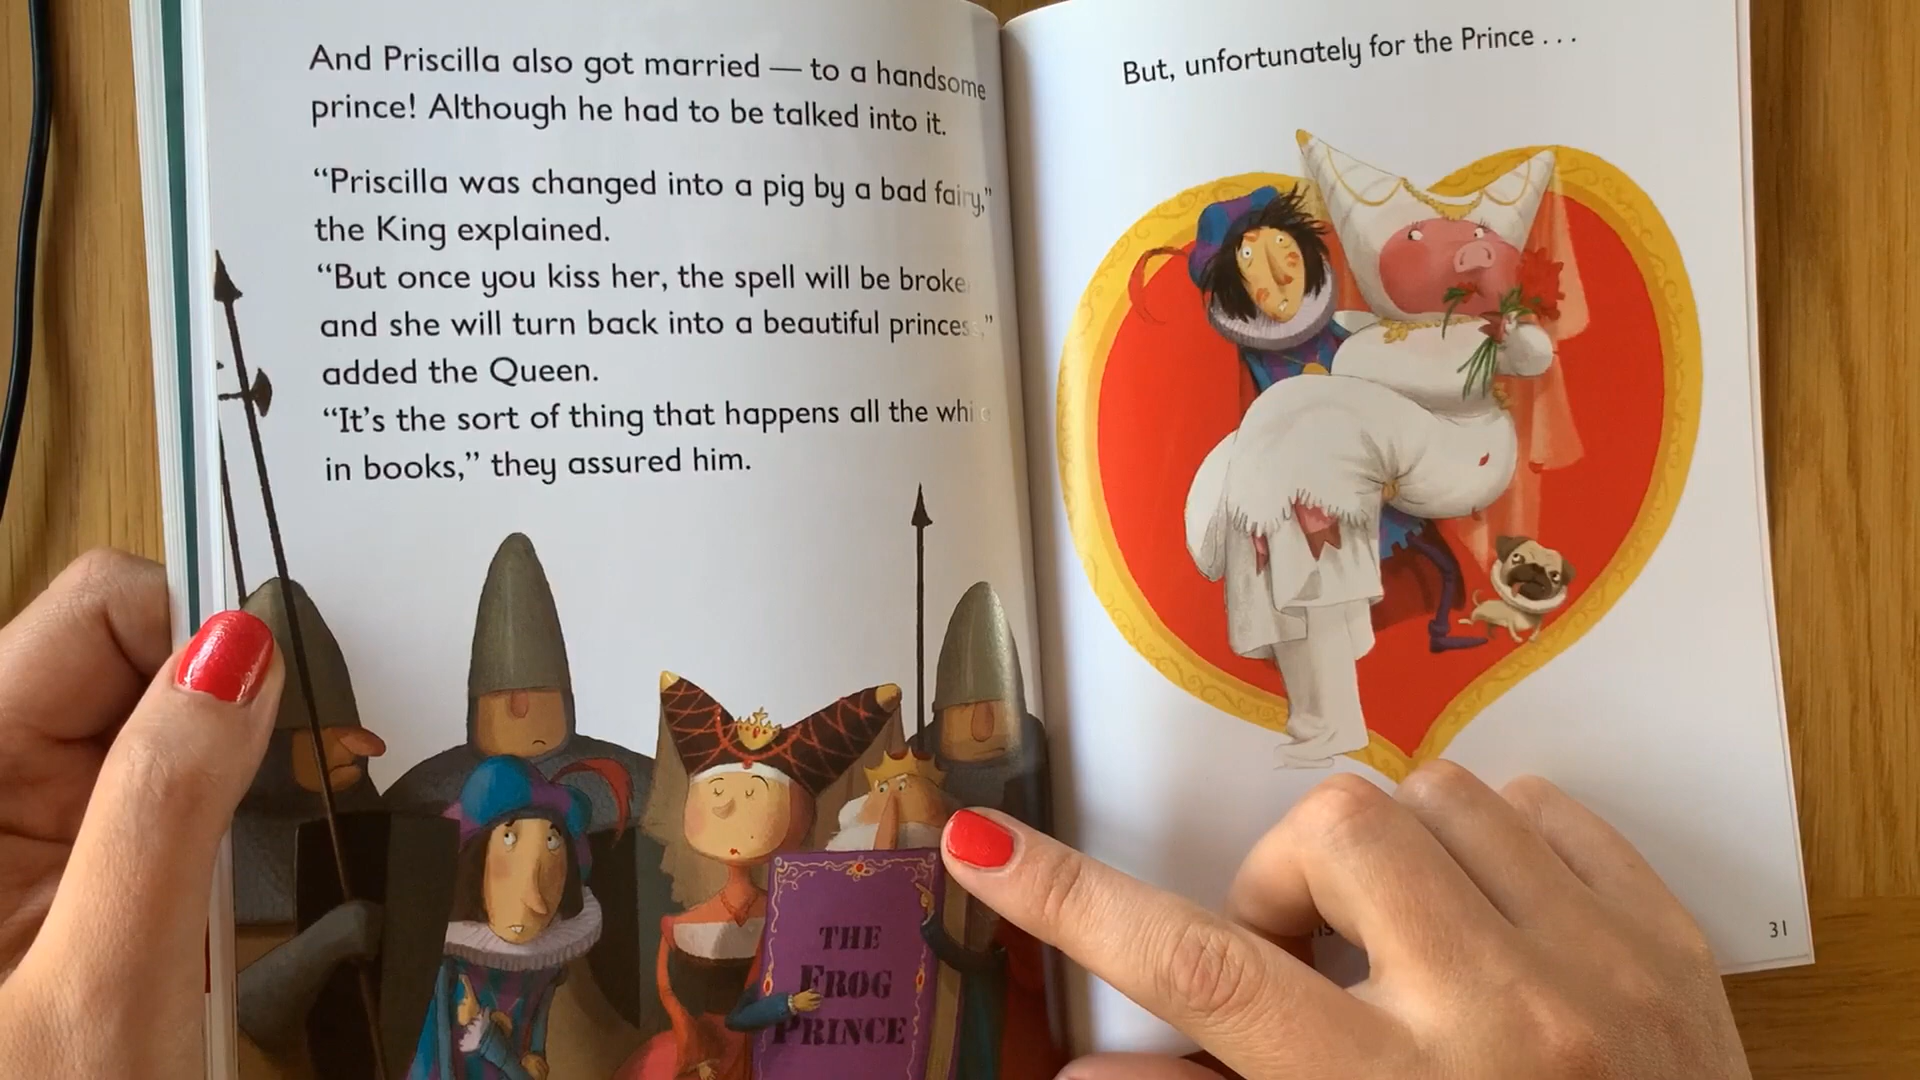 And Priscilla also got married — to a handsome
prince! Although he had to be talked into it.
“Priscilla was changed into a pig by a bad fairy,”
the King explained.
“But once you kiss her, the spell will be broke
and she will turn back into a beautiful princess,”
added the Queen.
“It’s the sort of thing that happens all the
in books,” they assured him.
THE
FROG
PRINCE
But, unfortunately for the Prince . . .
31